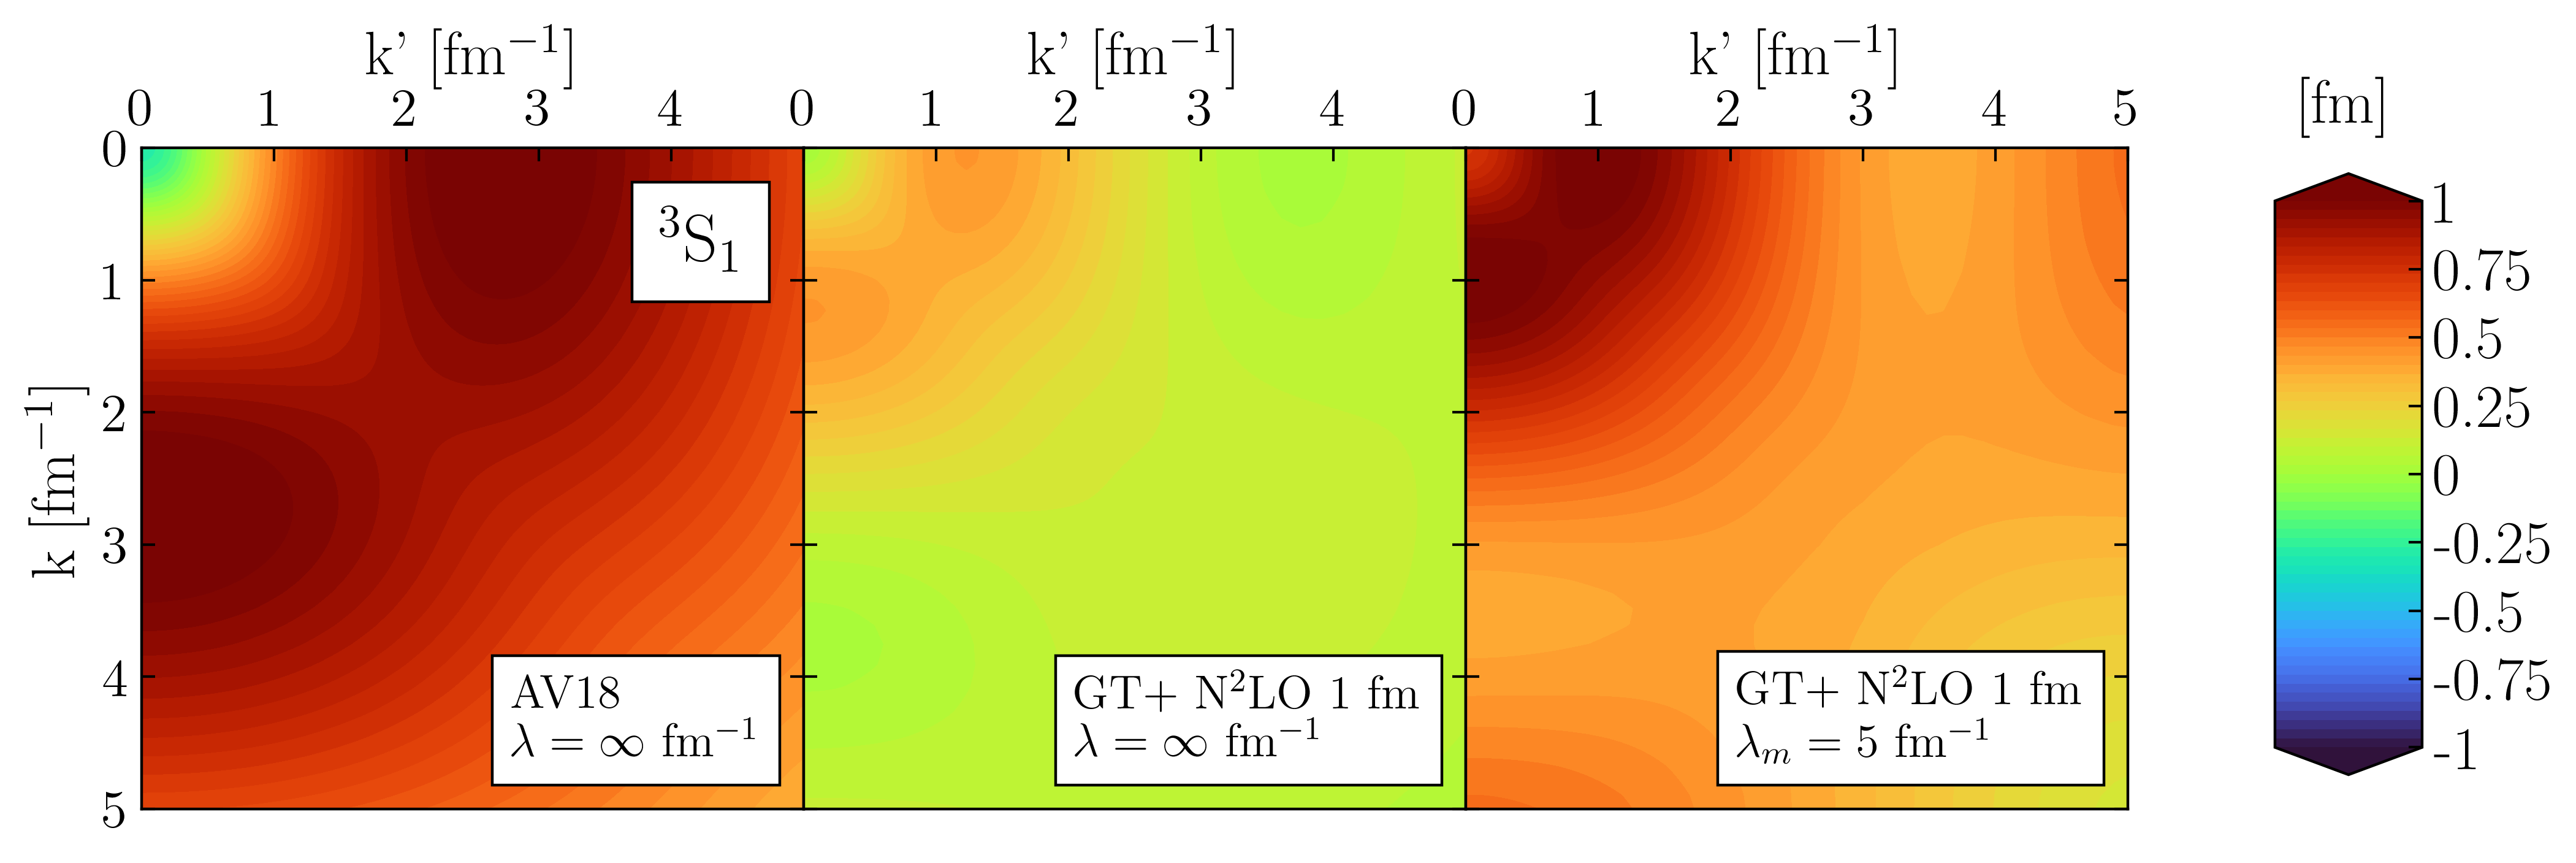 k' [fm⁻¹] k' [fm⁻¹] k' [fm⁻¹]
0 1 2 3 4 0 1 2 3 4 0 1 2 3 4 5
[fm]
k [fm⁻¹]
0
1
2
3
4
5
³S₁
AV18
λ = ∞ fm⁻¹
GT+ N²LO 1 fm
λ = ∞ fm⁻¹
GT+ N²LO 1 fm
λₘ = 5 fm⁻¹
1
0.75
0.5
0.25
0
-0.25
-0.5
-0.75
-1